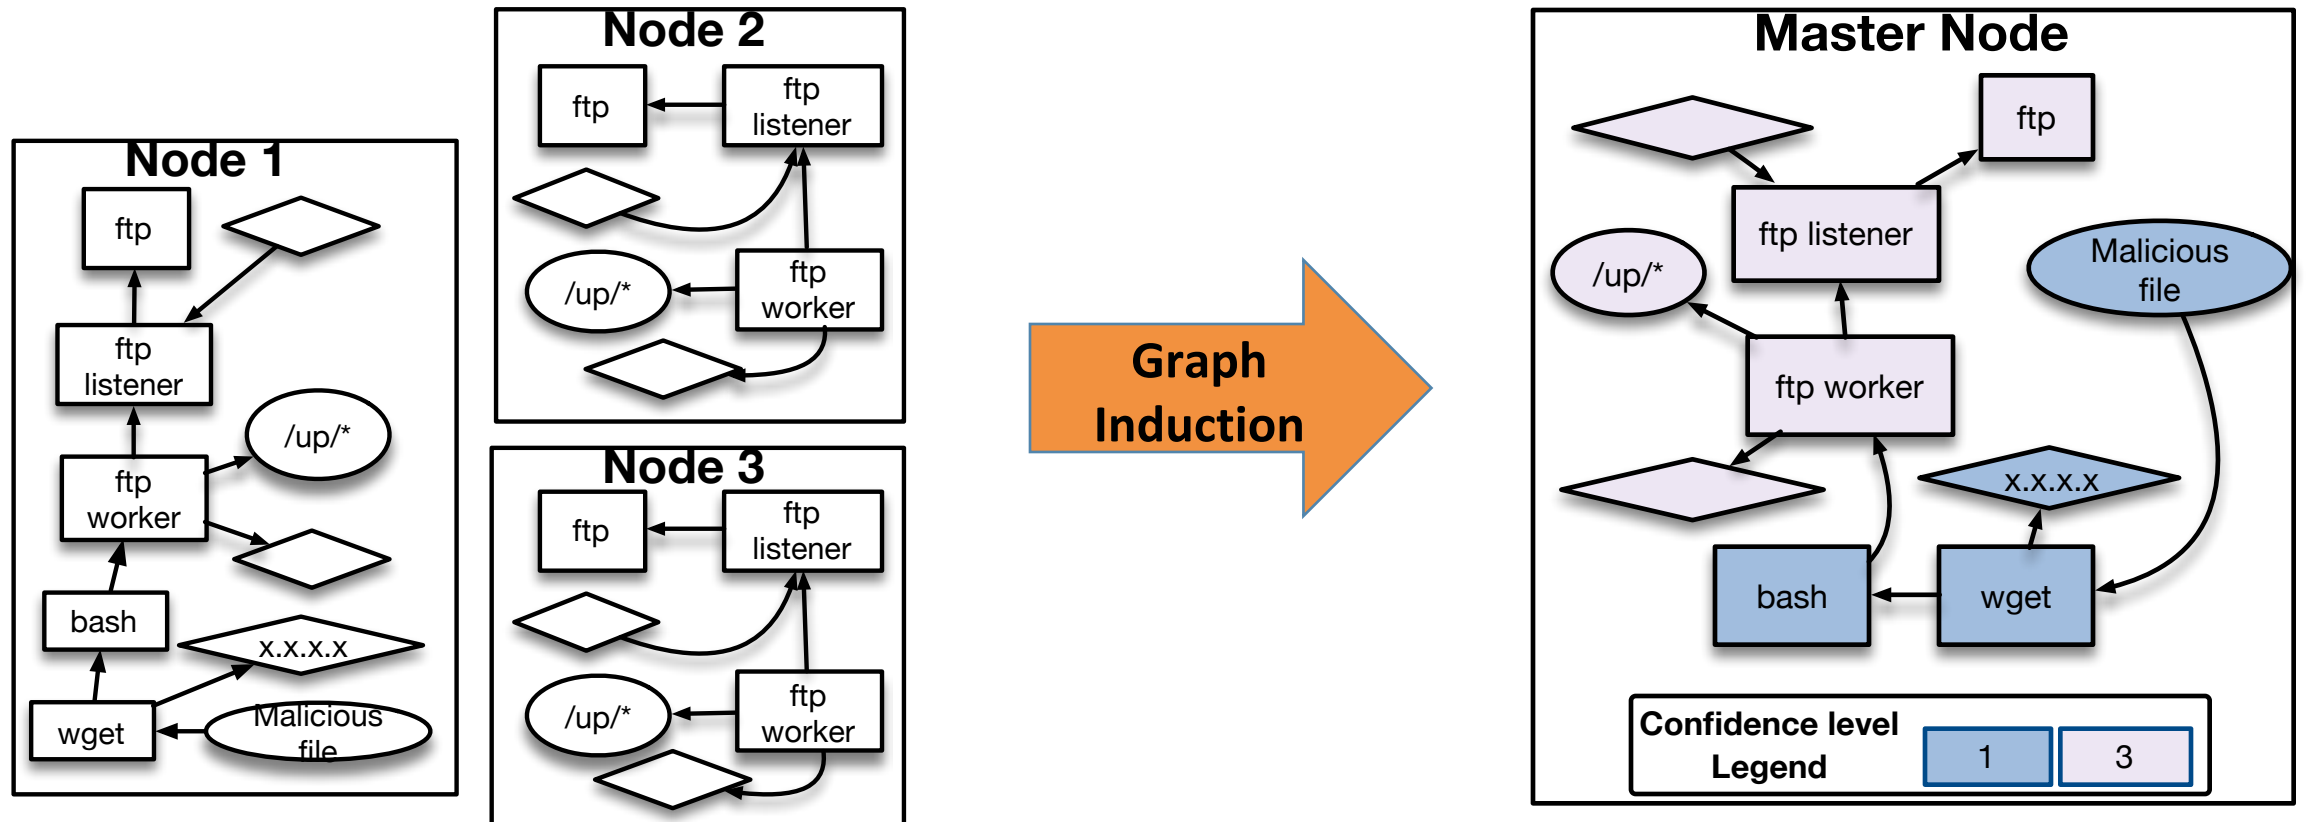 Node 1
ftp
ftp
listener
/up/*
ftp
worker
bash
x.x.x.x
wget
Malicious
file
Node 2
ftp
ftp
listener
/up/*
ftp
worker
Node 3
ftp
ftp
listener
/up/*
ftp
worker
Graph
Induction
Master Node
ftp
ftp listener
/up/*
Malicious
file
ftp worker
x.x.x.x
bash
wget
Confidence level
Legend
1
3